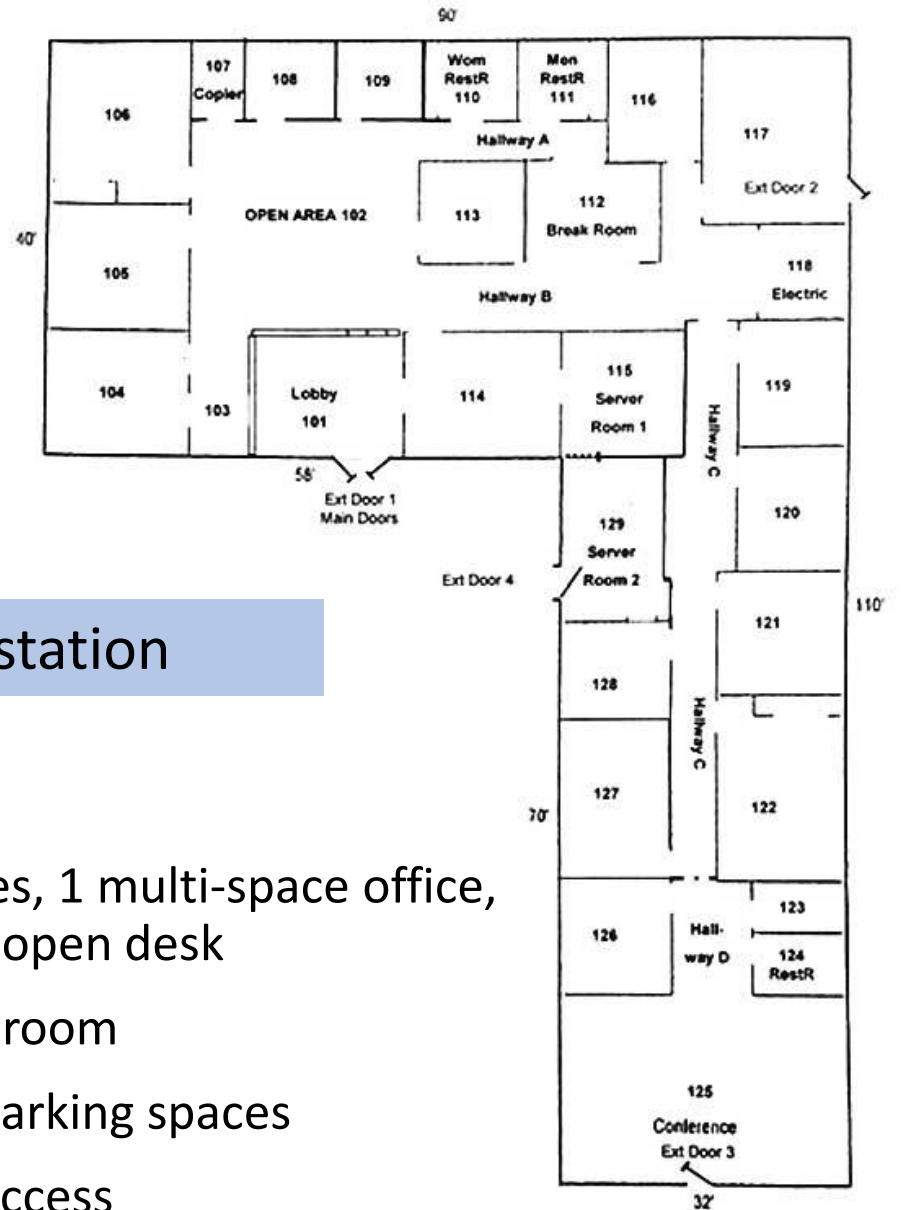 90'
107
Copier
108
109
Wom
RestR
110
Men
RestR
111
116
106
117
Hallway A
Ext Door 2
OPEN AREA 102
113
112
Break Room
40'
105
118
Electric
Hallway B
104
103
Lobby
101
114
115
Server
Room 1
119
Hallway C
58'
Ext Door 1
Main Doors
129
Server
Room 2
120
Ext Door 4
110'
121
station
128
Hallway C
127
122
70'
es, 1 multi-space office,
open desk
123
126
Hall-
way D
124
RestR
room
arking spaces
125
Conference
Ext Door 3
ccess
32'